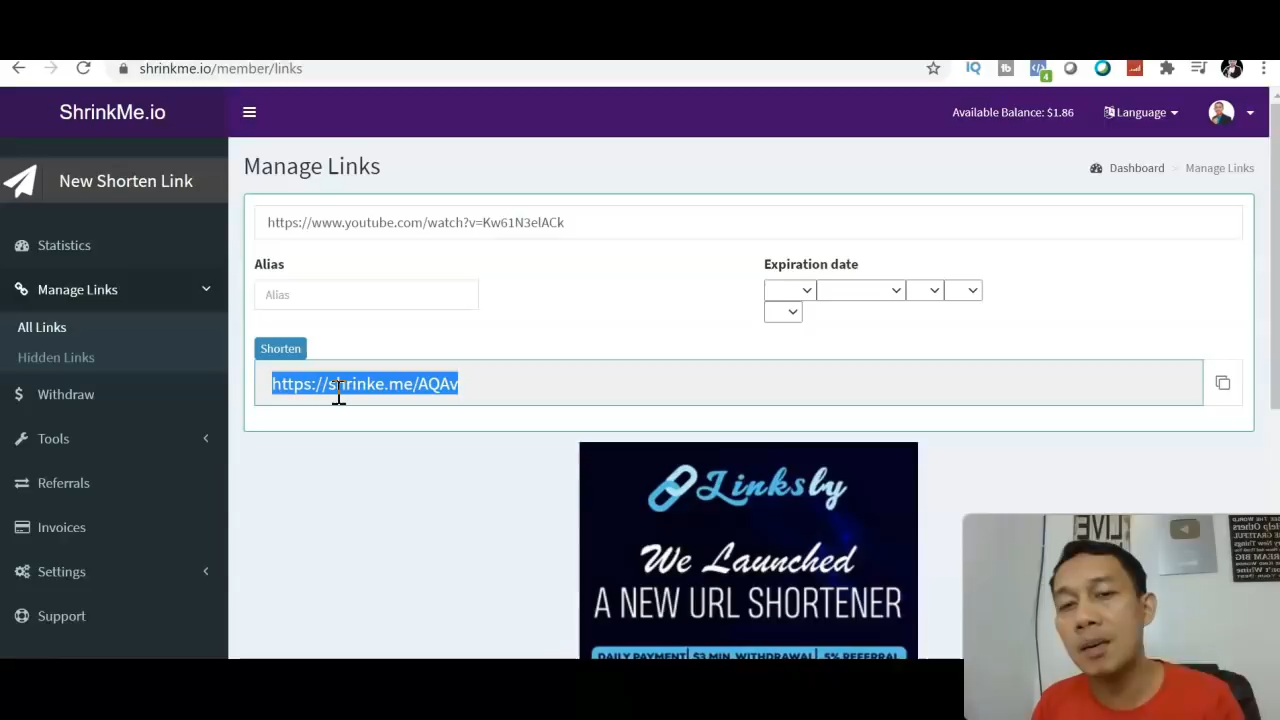 shrinkme.io/member/links
4
ShrinkMe.io
Available Balance: $1.86
Language
New Shorten Link
Manage Links
Dashboard
Manage Links
https://www.youtube.com/watch?v=Kw61N3elACk
Statistics
Alias
Expiration date
Manage Links
Alias
All Links
Shorten
Hidden Links
https://shrinke.me/AQAv
Withdraw
Tools
Referrals
Linksly
Invoices
We Launched
Settings
A NEW URL SHORTENER
Support
DAILY PAYMENT| $3 MIN. WITHDRAWAL| 5% REFERRAL
LIVE